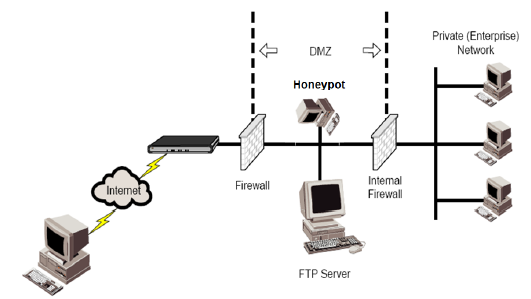 DMZ
Private (Enterprise)
Network
Honeypot
Internet
Firewall
Internal
Firewall
FTP Server